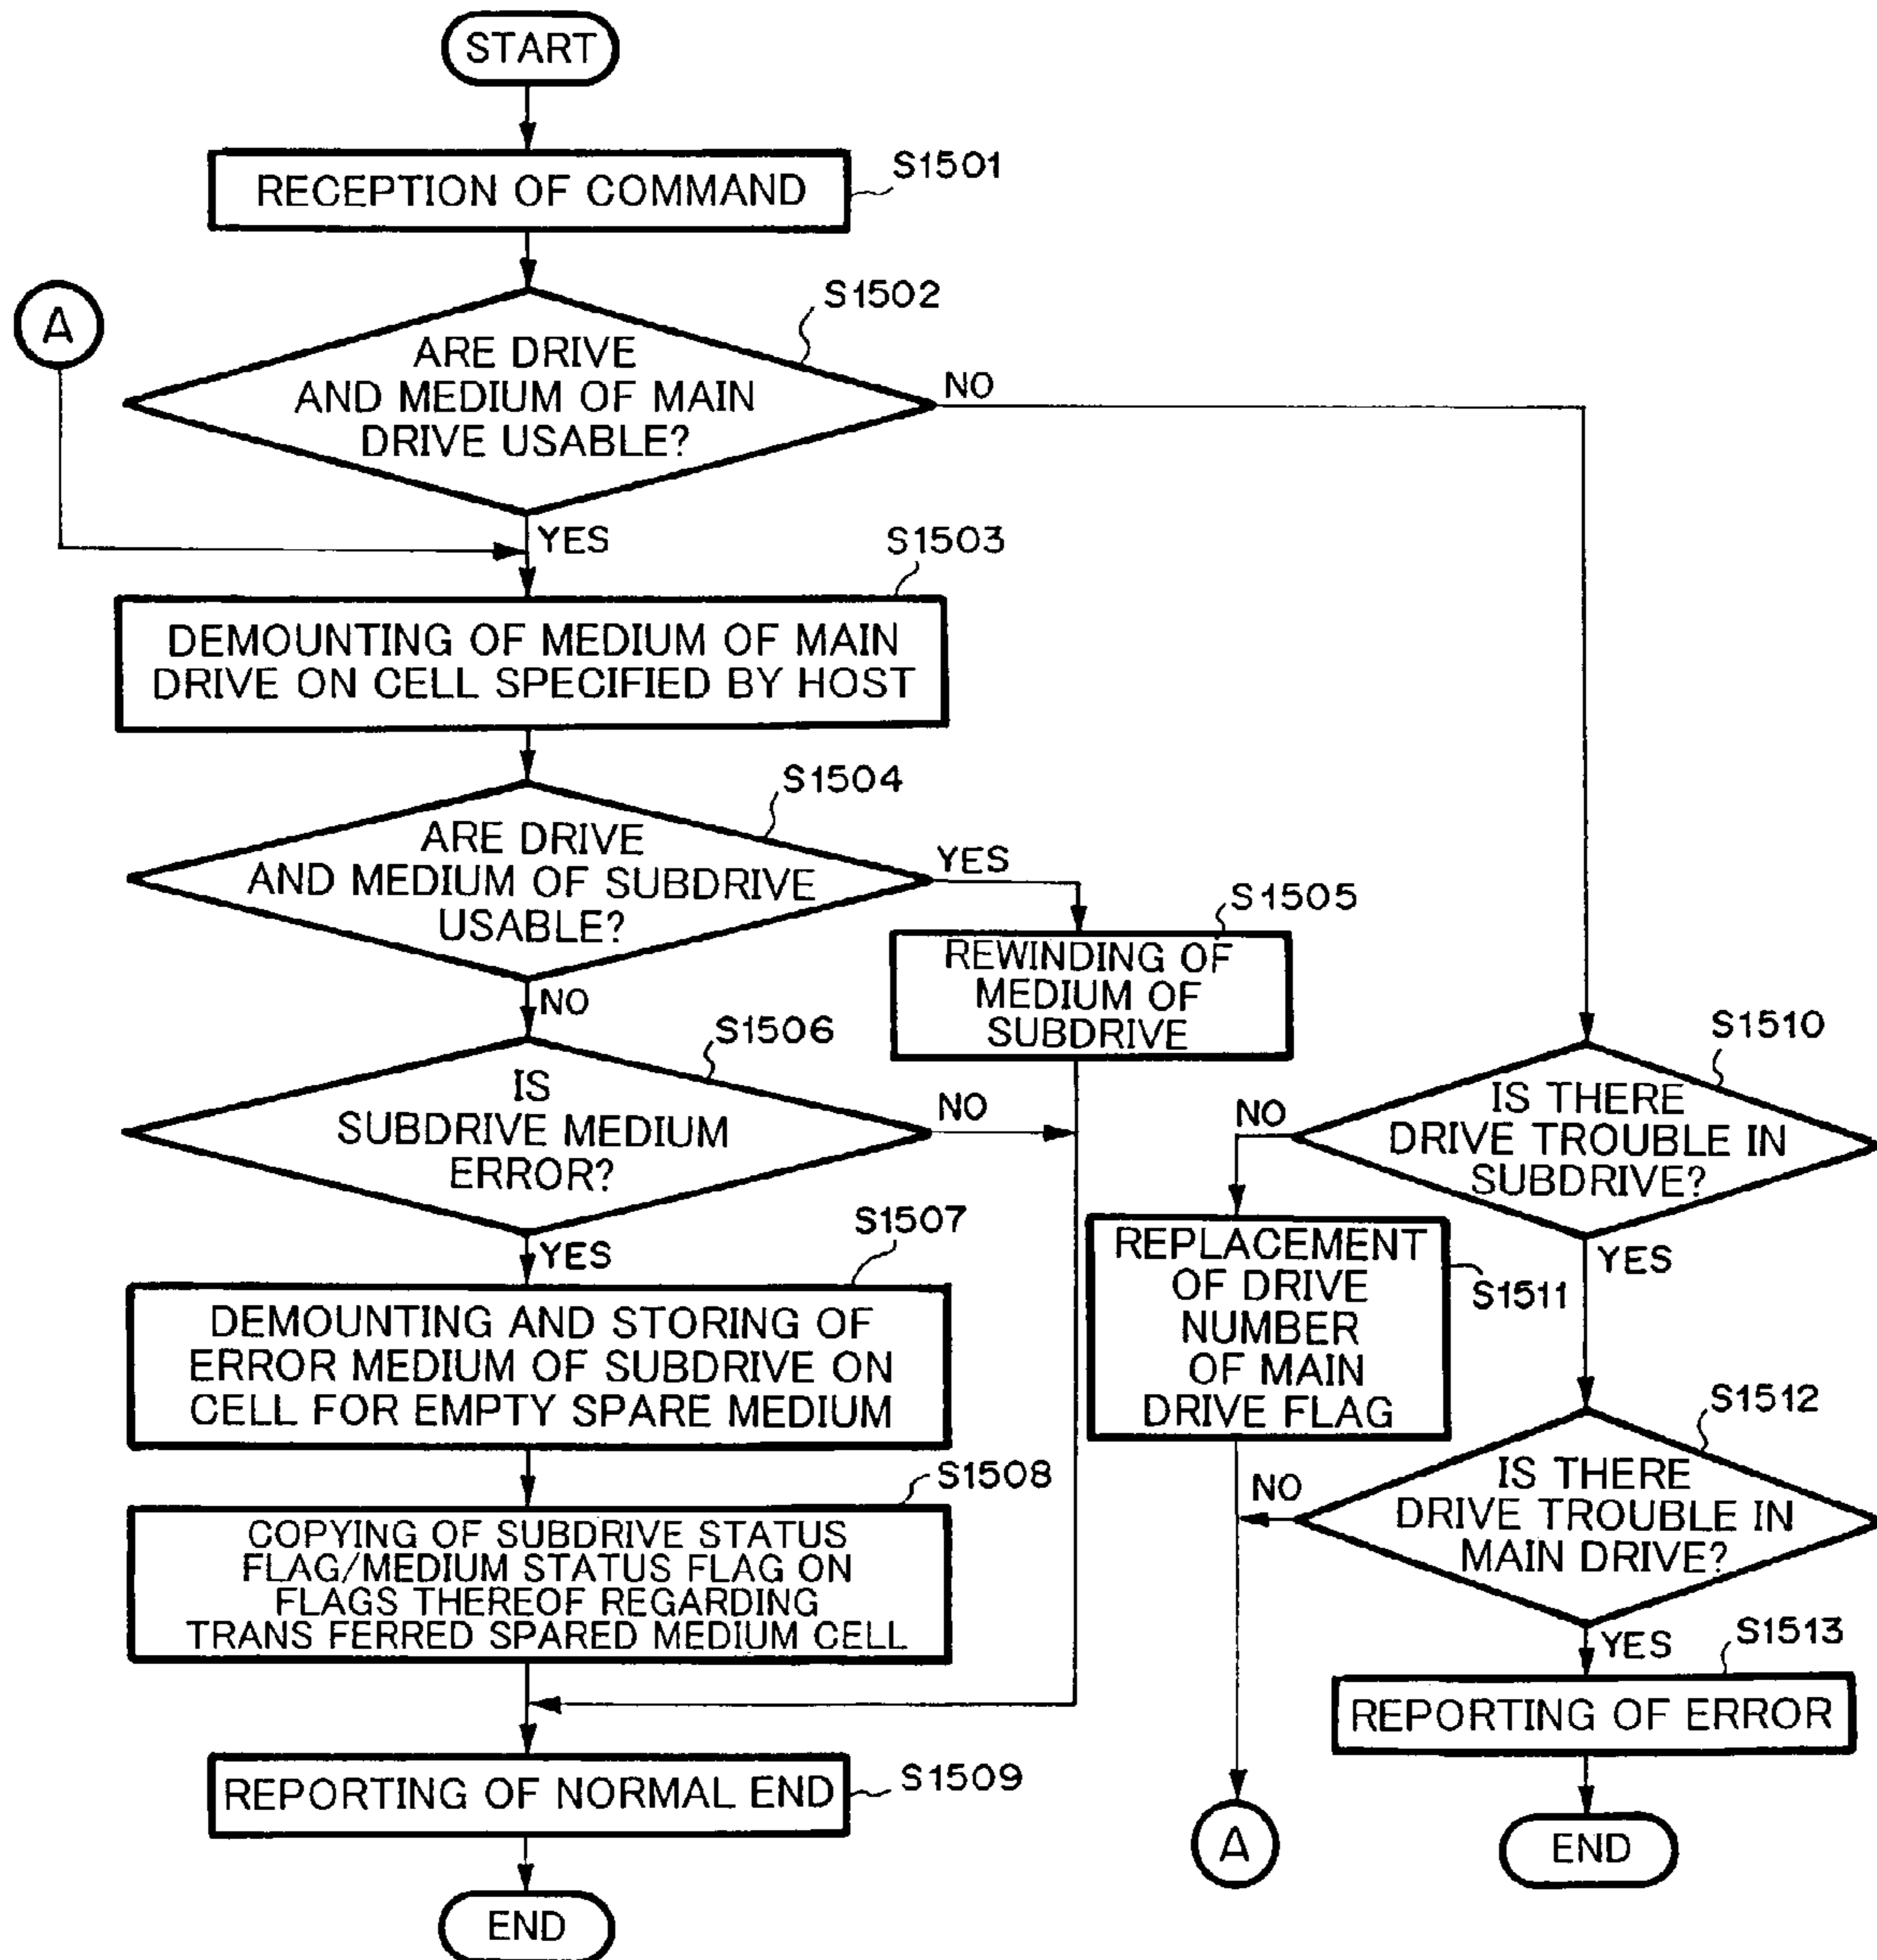 START
RECEPTION OF COMMAND
S1501
A
S1502
ARE DRIVE
AND MEDIUM OF MAIN
DRIVE USABLE?
NO
YES
S1503
DEMOUNTING OF MEDIUM OF MAIN
DRIVE ON CELL SPECIFIED BY HOST
S1504
ARE DRIVE
AND MEDIUM OF SUBDRIVE
USABLE?
YES
NO
S1505
REWINDING OF
MEDIUM OF
SUBDRIVE
S1506
IS
SUBDRIVE MEDIUM
ERROR?
NO
YES
S1507
DEMOUNTING AND STORING OF
ERROR MEDIUM OF SUBDRIVE ON
CELL FOR EMPTY SPARE MEDIUM
S1508
COPYING OF SUBDRIVE STATUS
FLAG/MEDIUM STATUS FLAG ON
FLAGS THEREOF REGARDING
TRANS FERRED SPARED MEDIUM CELL
REPORTING OF NORMAL END
S1509
END
S1510
IS THERE
DRIVE TROUBLE IN
SUBDRIVE?
NO
YES
REPLACEMENT
OF DRIVE
NUMBER
OF MAIN
DRIVE FLAG
S1511
S1512
IS THERE
DRIVE TROUBLE IN
MAIN DRIVE?
NO
YES
S1513
REPORTING OF ERROR
A
END